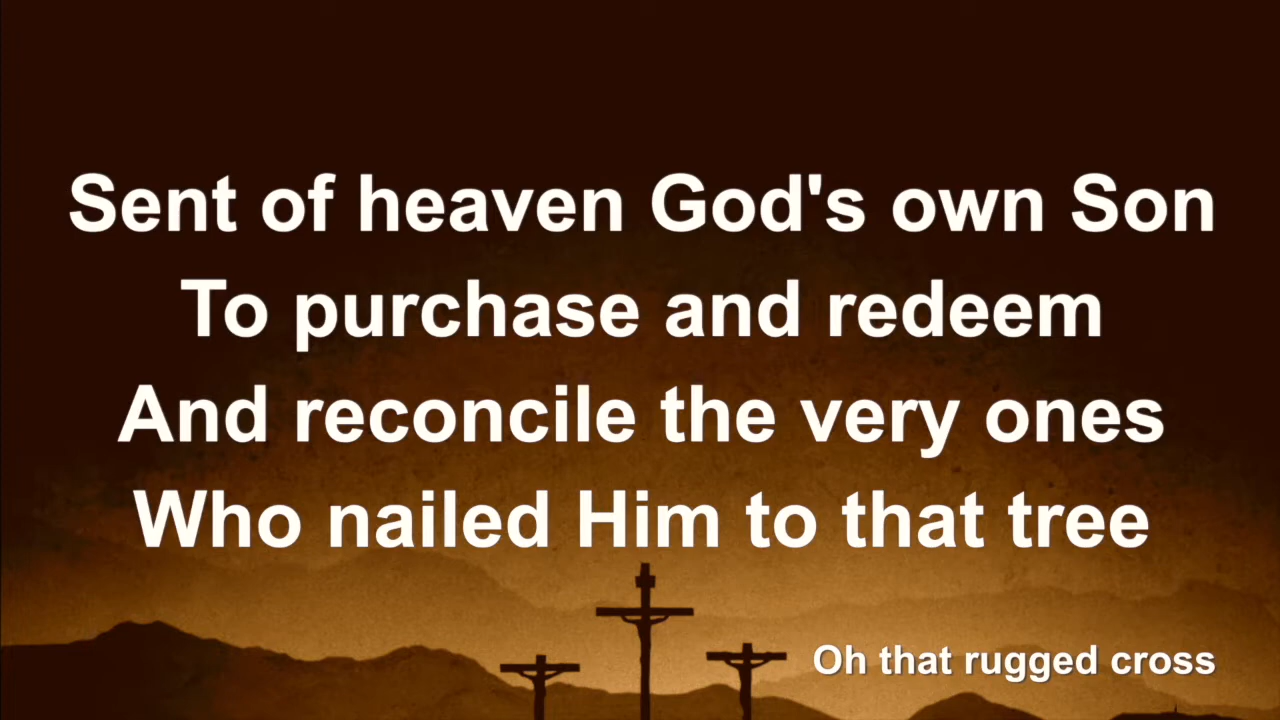 Sent of heaven God's own Son
To purchase and redeem
And reconcile the very ones
Who nailed Him to that tree
Oh that rugged cross